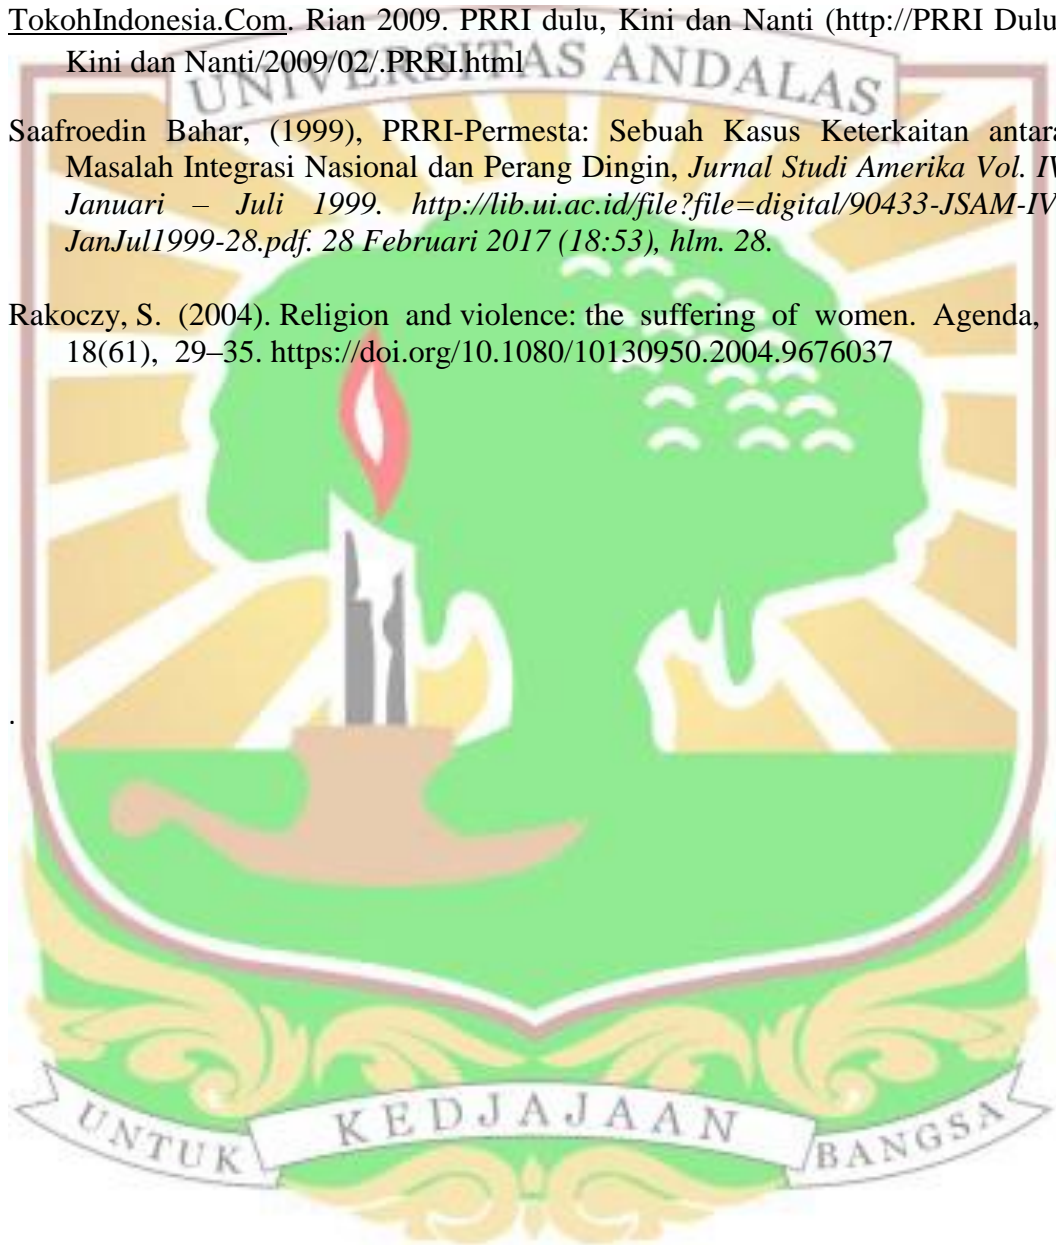 TokohIndonesia.Com. Rian 2009. PRRI dulu, Kini dan Nanti (http://PRRI Dulu
Kini dan Nanti/2009/02/.PRRI.html
UNIVERSITAS ANDALAS
Saafroedin Bahar, (1999), PRRI-Permesta: Sebuah Kasus Keterkaitan antara
Masalah Integrasi Nasional dan Perang Dingin, Jurnal Studi Amerika Vol. IV
Januari – Juli 1999. http://lib.ui.ac.id/file?file=digital/90433-JSAM-IV
JanJul1999-28.pdf. 28 Februari 2017 (18:53), hlm. 28.
Rakoczy, S. (2004). Religion and violence: the suffering of women. Agenda,
18(61), 29–35. https://doi.org/10.1080/10130950.2004.9676037
.
UNTUK KEDJAJAAN BANGSA